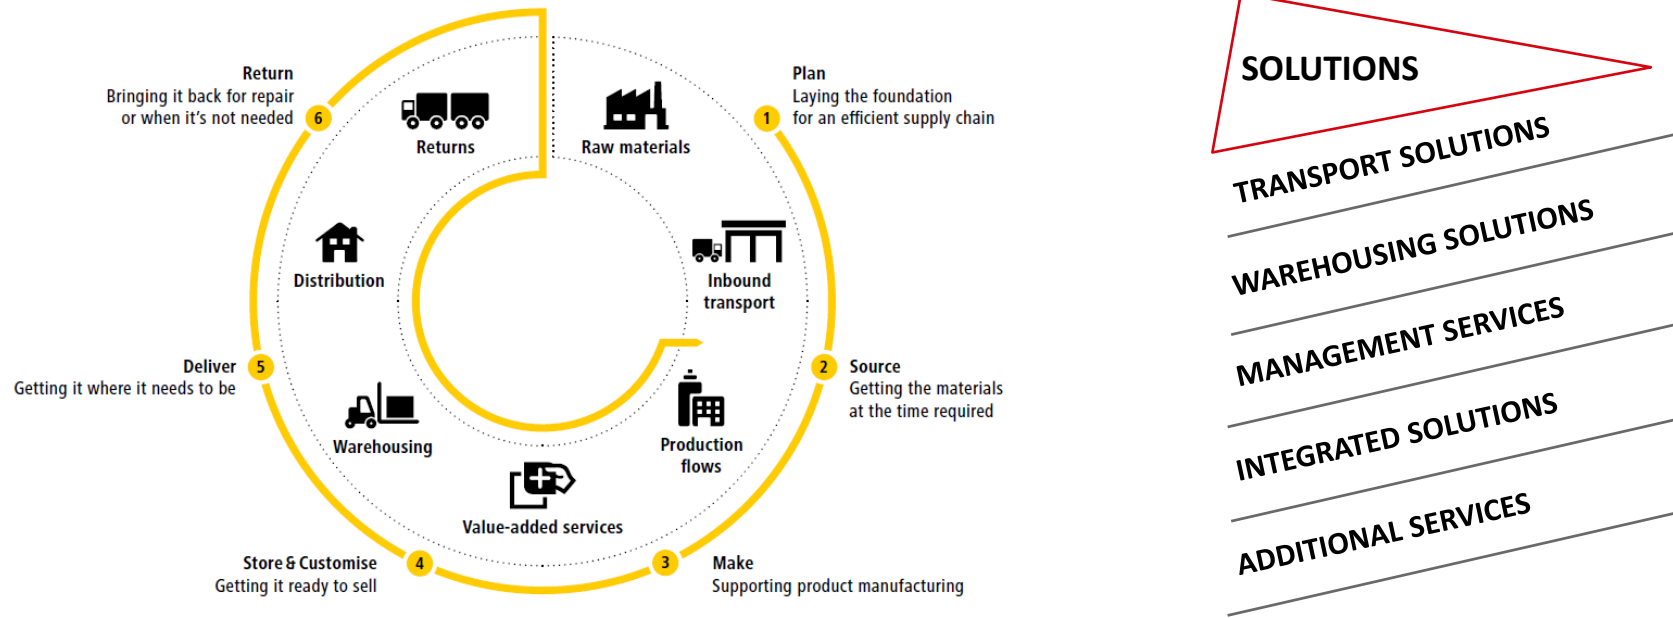 Return
Bringing it back for repair
or when it's not needed
6
Returns
Raw materials
1
Plan
Laying the foundation
for an efficient supply chain
Distribution
Inbound
transport
Deliver
Getting it where it needs to be
5
2
Source
Getting the materials
at the time required
Warehousing
Production
flows
Value-added services
Store & Customise
Getting it ready to sell
4
3
Make
Supporting product manufacturing
SOLUTIONS
TRANSPORT SOLUTIONS
WAREHOUSING SOLUTIONS
MANAGEMENT SERVICES
INTEGRATED SOLUTIONS
ADDITIONAL SERVICES